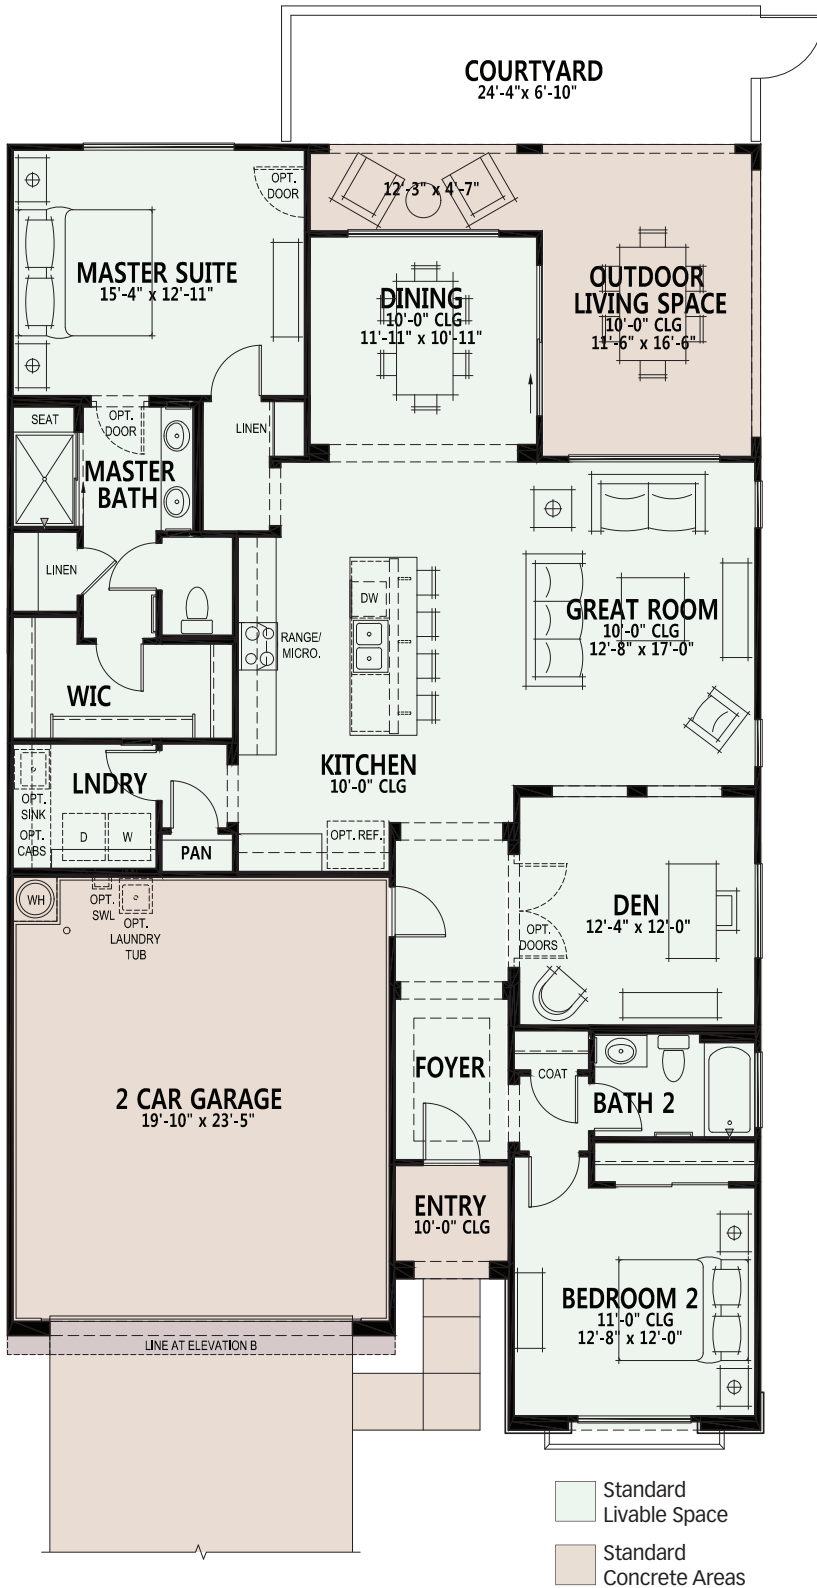 COURTYARD
24'-4"x 6'-10"
OPT.
DOOR
12'-3" x 4'-7"
MASTER SUITE
15'-4" x 12'-11"
DINING
10'-0" CLG
11'-11" x 10'-11"
OUTDOOR
LIVING SPACE
10'-0" CLG
11'-6" x 16'-6"
SEAT
OPT.
DOOR
LINEN
MASTER
BATH
LINEN
DW
RANGE/
MICRO.
GREAT ROOM
10'-0" CLG
12'-8" x 17'-0"
WIC
KITCHEN
10'-0" CLG
LNDRY
OPT.
SINK
OPT.
CABS
D
W
PAN
OPT. REF.
WH
OPT.
SWL
OPT.
LAUNDRY
TUB
DEN
12'-4" x 12'-0"
OPT.
DOORS
FOYER
COAT
BATH 2
2 CAR GARAGE
19'-10" x 23'-5"
ENTRY
10'-0" CLG
BEDROOM 2
11'-0" CLG
12'-8" x 12'-0"
LINE AT ELEVATION B
Standard
Livable Space
Standard
Concrete Areas